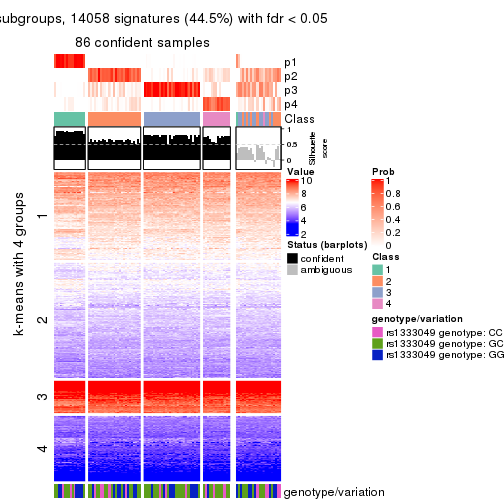 subgroups, 14058 signatures (44.5%) with fdr < 0.05
86 confident samples
p1
p2
p3
p4
Class
1
0.5
0
Silhouette
score
k-means with 4 groups
1
2
3
4
genotype/variation
Value
10
8
6
4
2
Status (barplots)
confident
ambiguous
Prob
1
0.8
0.6
0.4
0.2
0
Class
1
2
3
4
genotype/variation
rs1333049 genotype: CC
rs1333049 genotype: GC
rs1333049 genotype: GG